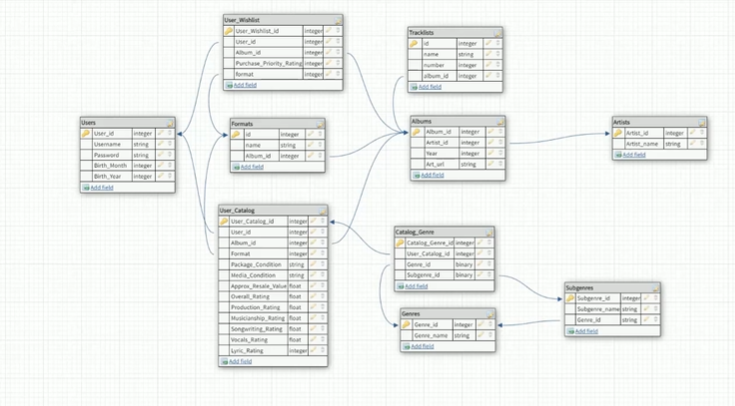 User_Wishlist
User_Wishlist_id integer
User_id integer
Album_id integer
Purchase_Priority_Rating integer
format integer
Add field
Tracklists
id integer
name string
number integer
album_id integer
Add field
Users
User_id integer
Username string
Password string
Birth_Month integer
Birth_Year integer
Add field
Formats
id integer
name string
Album_id integer
Add field
Albums
Album_id integer
Artist_id integer
Year integer
Art_url string
Add field
Artists
Artist_id integer
Artist_name string
Add field
User_Catalog
User_Catalog_id integer
User_id integer
Album_id integer
Format integer
Package_Condition string
Media_Condition string
Approx_Resale_Value float
Overall_Rating float
Production_Rating float
Musicianship_Rating float
Songwriting_Rating float
Vocals_Rating float
Lyric_Rating integer
Add field
Catalog_Genre
Catalog_Genre_id integer
User_Catalog_id integer
Genre_id binary
Subgenre_id binary
Add field
Genres
Genre_id integer
Genre_name string
Add field
Subgenres
Subgenre_id integer
Subgenre_name string
Genre_id string
Add field